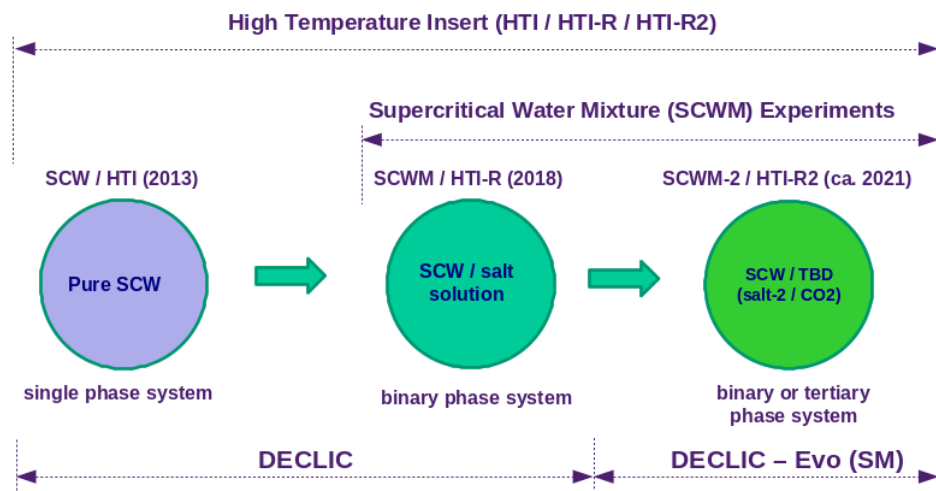 High Temperature Insert (HTI / HTI-R / HTI-R2)
Supercritical Water Mixture (SCWM) Experiments
SCW / HTI (2013)
SCWM / HTI-R (2018)
SCWM-2 / HTI-R2 (ca. 2021)
Pure SCW
SCW / salt
solution
SCW / TBD
(salt-2 / CO2)
single phase system
binary phase system
binary or tertiary
phase system
DECLIC
DECLIC – Evo (SM)